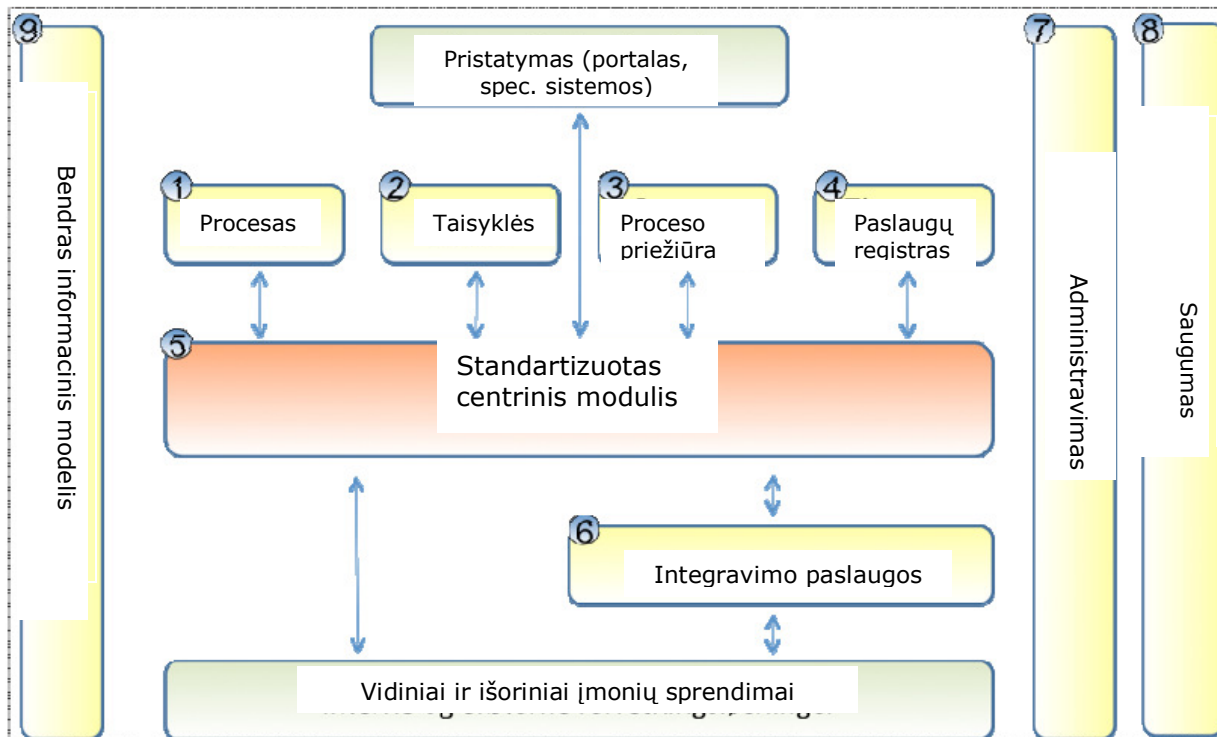 9
Bendras informacinis modelis
Pristatymas (portalas,
spec. sistemos)
7
Administravimas
8
Saugumas
1
Procesas
2
Taisyklės
3
Proceso
priežiūra
4
Paslaugų
registras
5
Standartizuotas
centrinis modulis
6
Integravimo paslaugos
Vidiniai ir išoriniai įmonių sprendimai